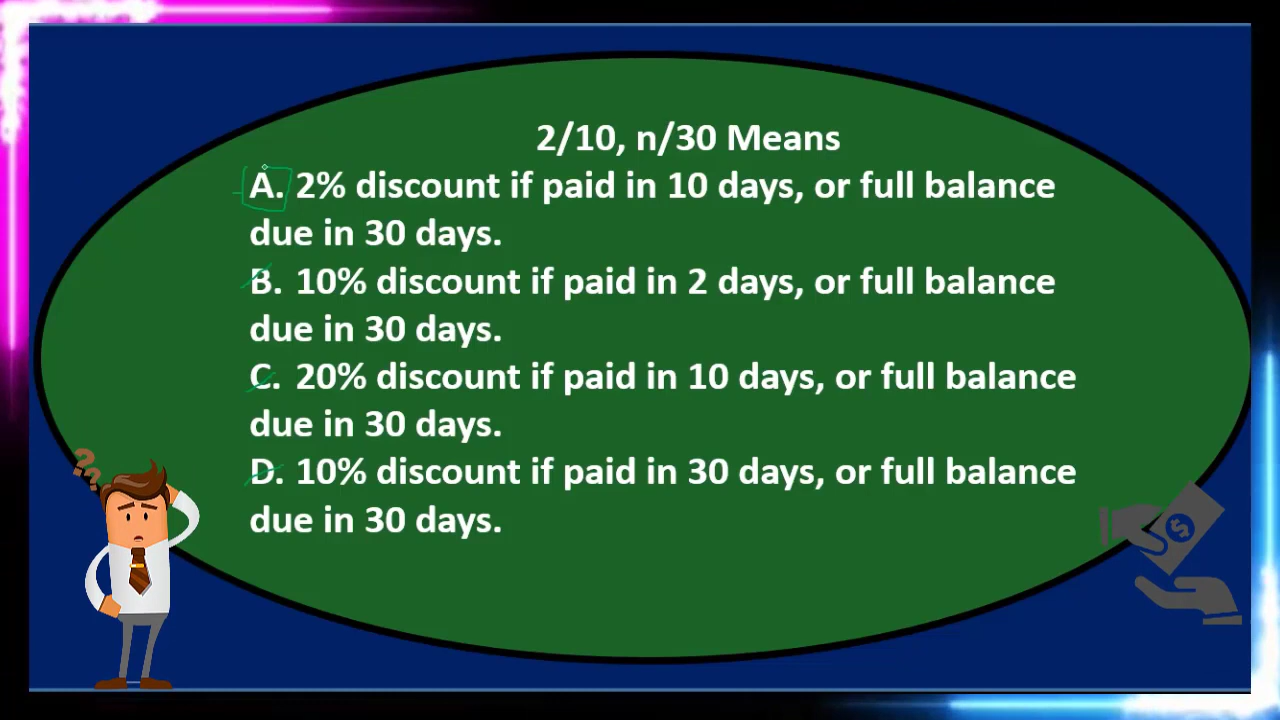 2/10, n/30 Means
A. 2% discount if paid in 10 days, or full balance
due in 30 days.
B. 10% discount if paid in 2 days, or full balance
due in 30 days.
C. 20% discount if paid in 10 days, or full balance
due in 30 days.
D. 10% discount if paid in 30 days, or full balance
due in 30 days.
??
$